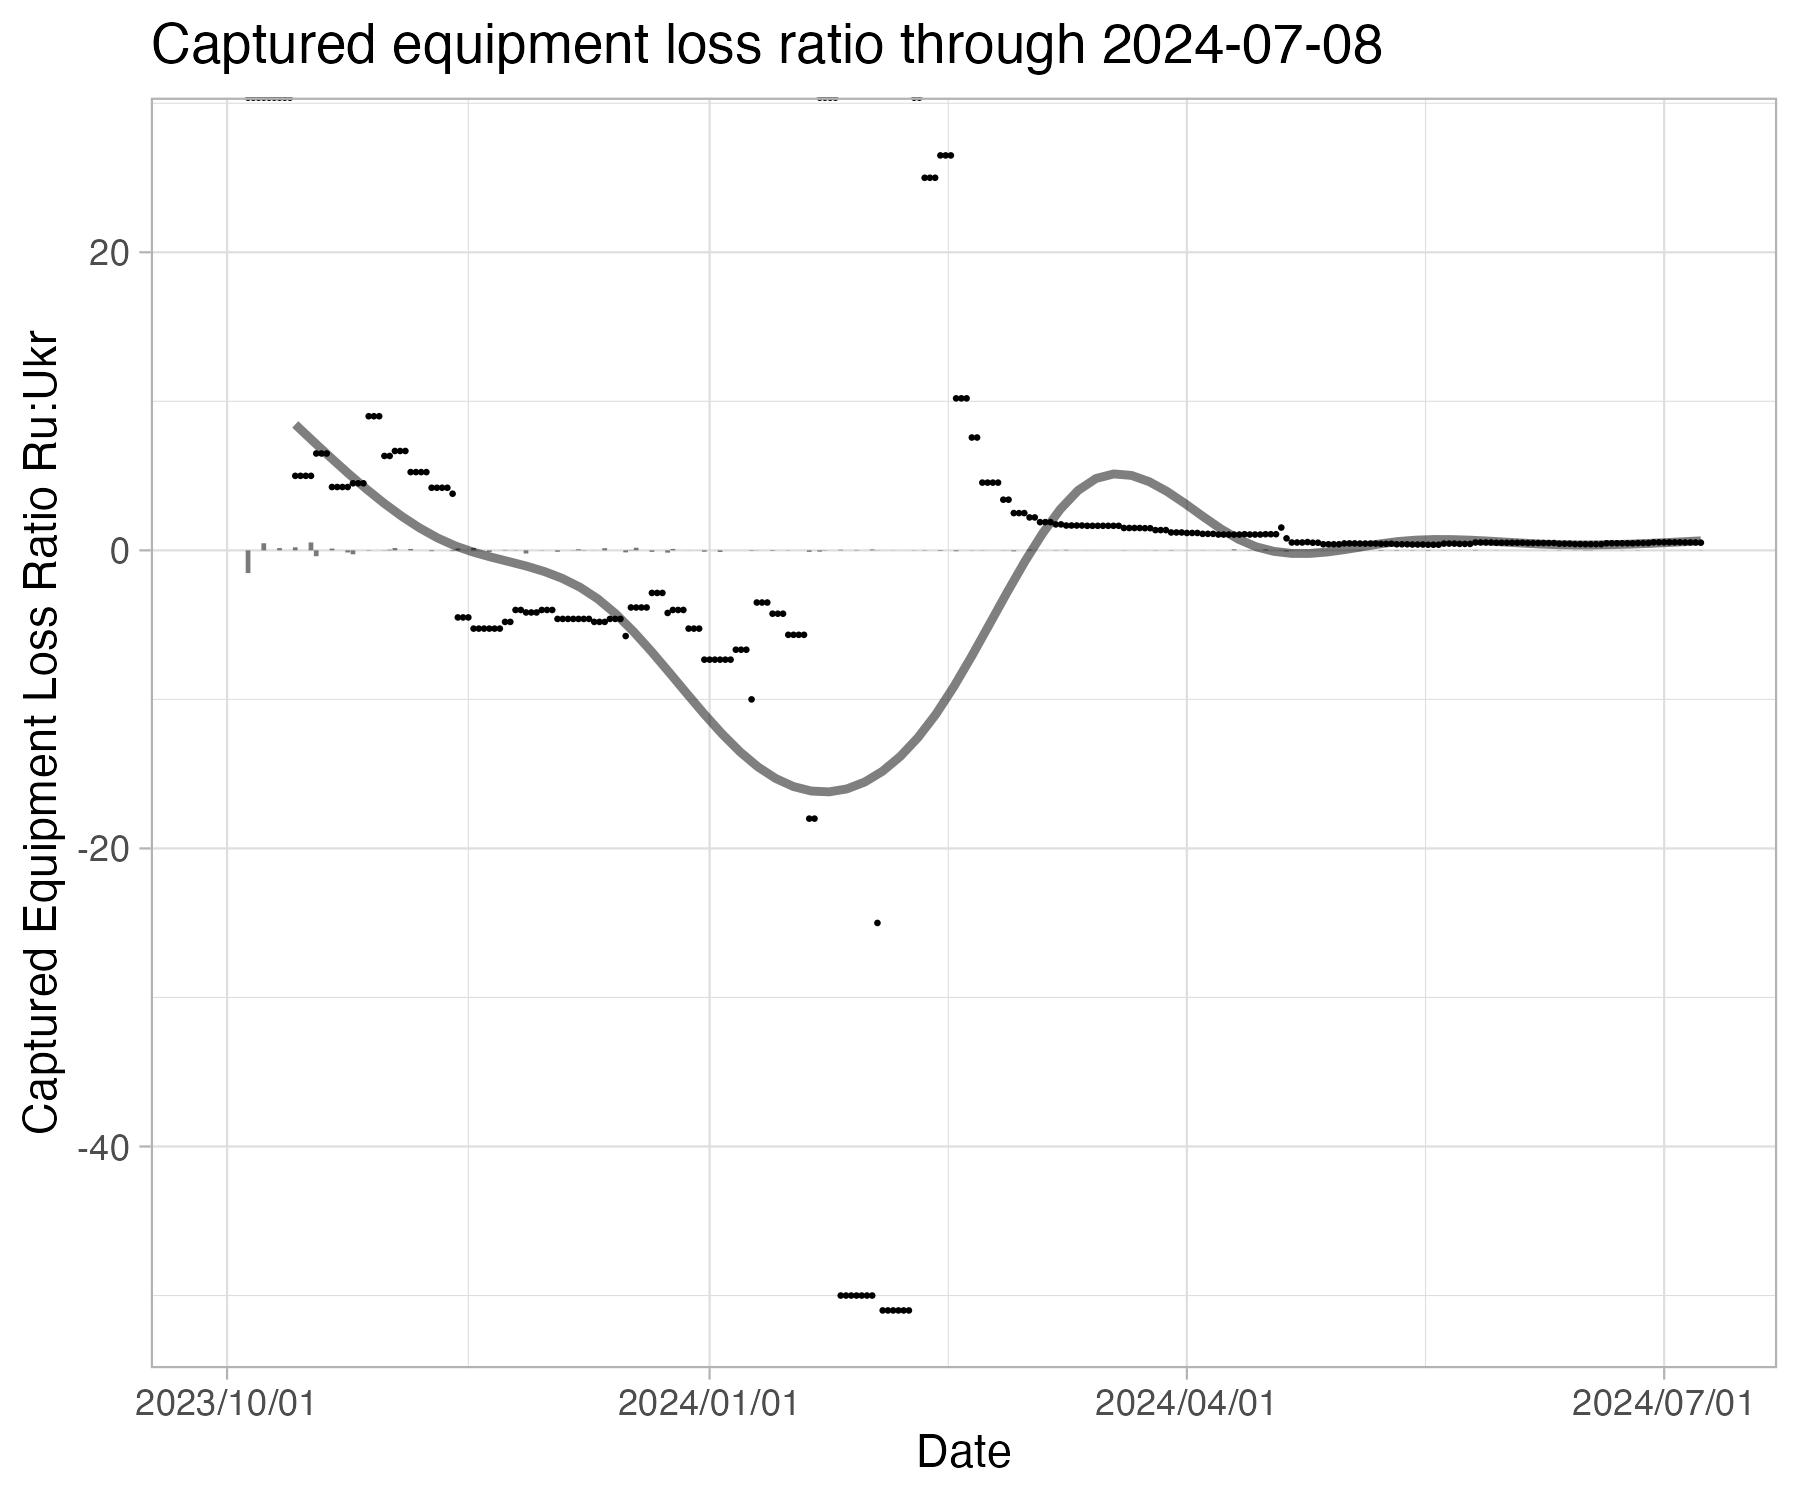 Captured equipment loss ratio through 2024-07-08
Captured Equipment Loss Ratio Ru:Ukr
20
0
-20
-40
2023/10/01
2024/01/01
2024/04/01
2024/07/01
Date